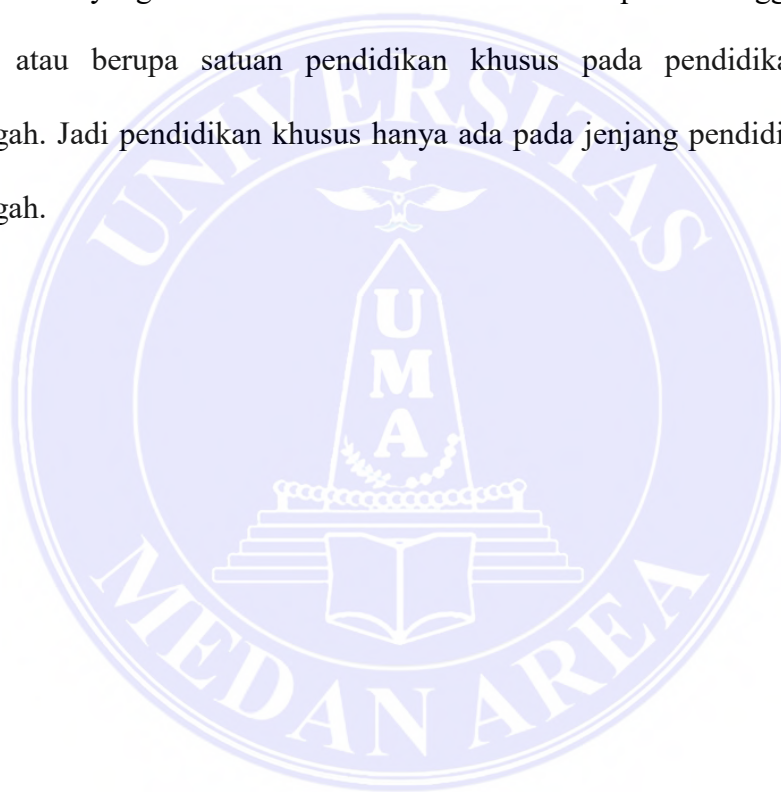 atau berupa satuan pendidikan khusus pada pendidika
gah. Jadi pendidikan khusus hanya ada pada jenjang pendidi
gah.
UNIVERSITAS
UMA
MEDAN AREA